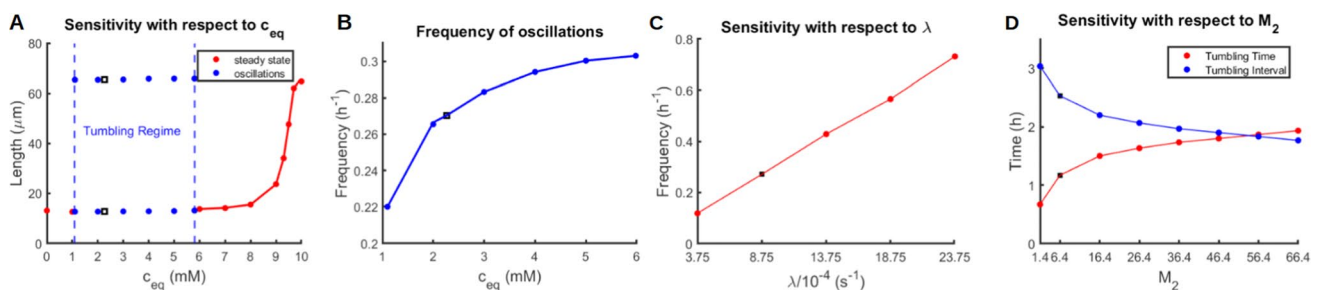 A
Sensitivity with respect to c_eq
Length (μm)
80
60
40
20
0
steady state
oscillations
Tumbling Regime
0 1 2 3 4 5 6 7 8 9 10
c_eq (mM)
B
Frequency of oscillations
Frequency (h⁻¹)
0.3
0.28
0.26
0.24
0.22
0.2
1 2 3 4 5 6
c_eq (mM)
C
Sensitivity with respect to λ
Frequency (h⁻¹)
0.8
0.6
0.4
0.2
0
3.75 8.75 13.75 18.75 23.75
λ/10⁻⁴ (s⁻¹)
D
Sensitivity with respect to M₂
Time (h)
3
2
1
0
Tumbling Time
Tumbling Interval
1.4 6.4 16.4 26.4 36.4 46.4 56.4 66.4
M₂